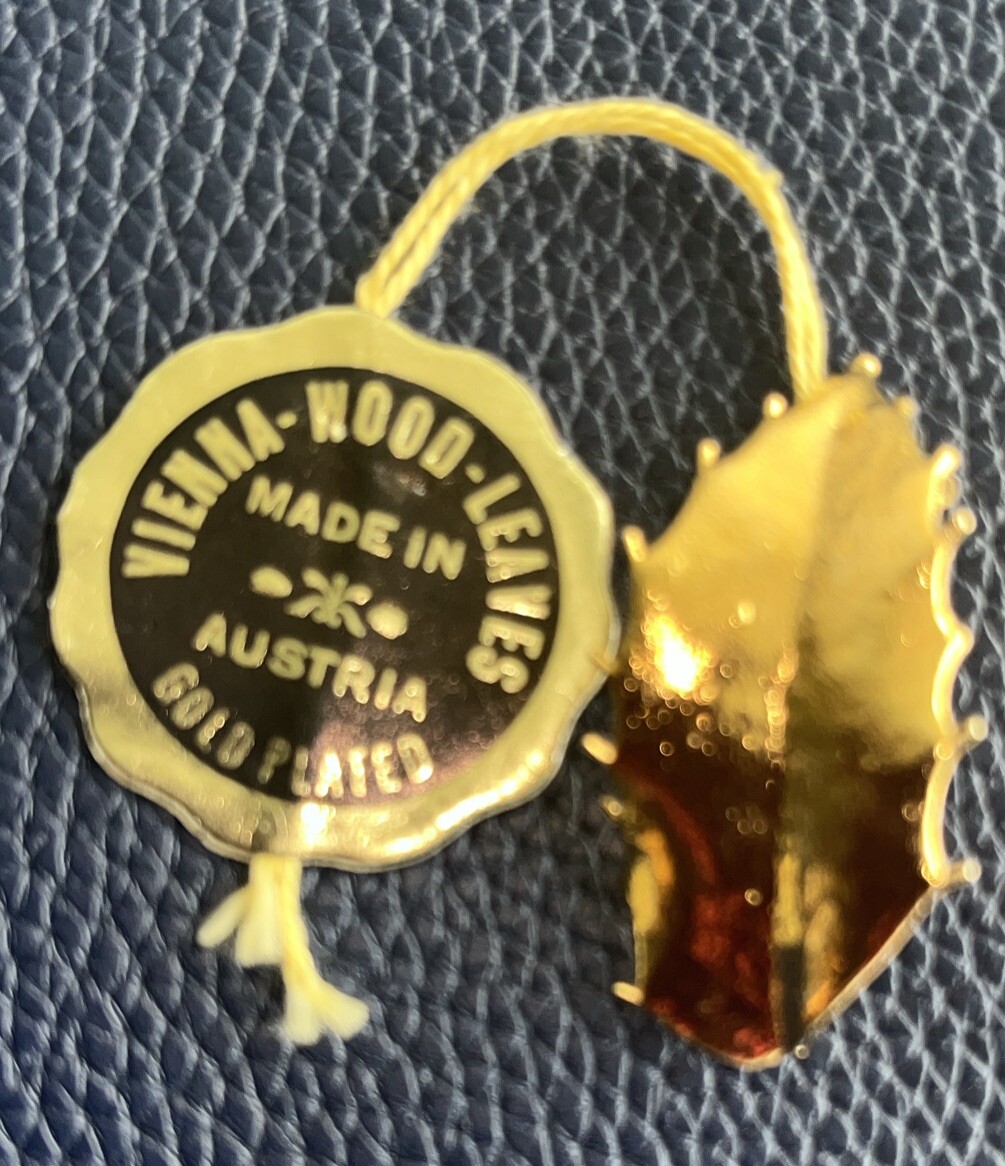 VIENNA-WOOD-LEAVES
MADE IN
AUSTRIA
GOLD PLATED